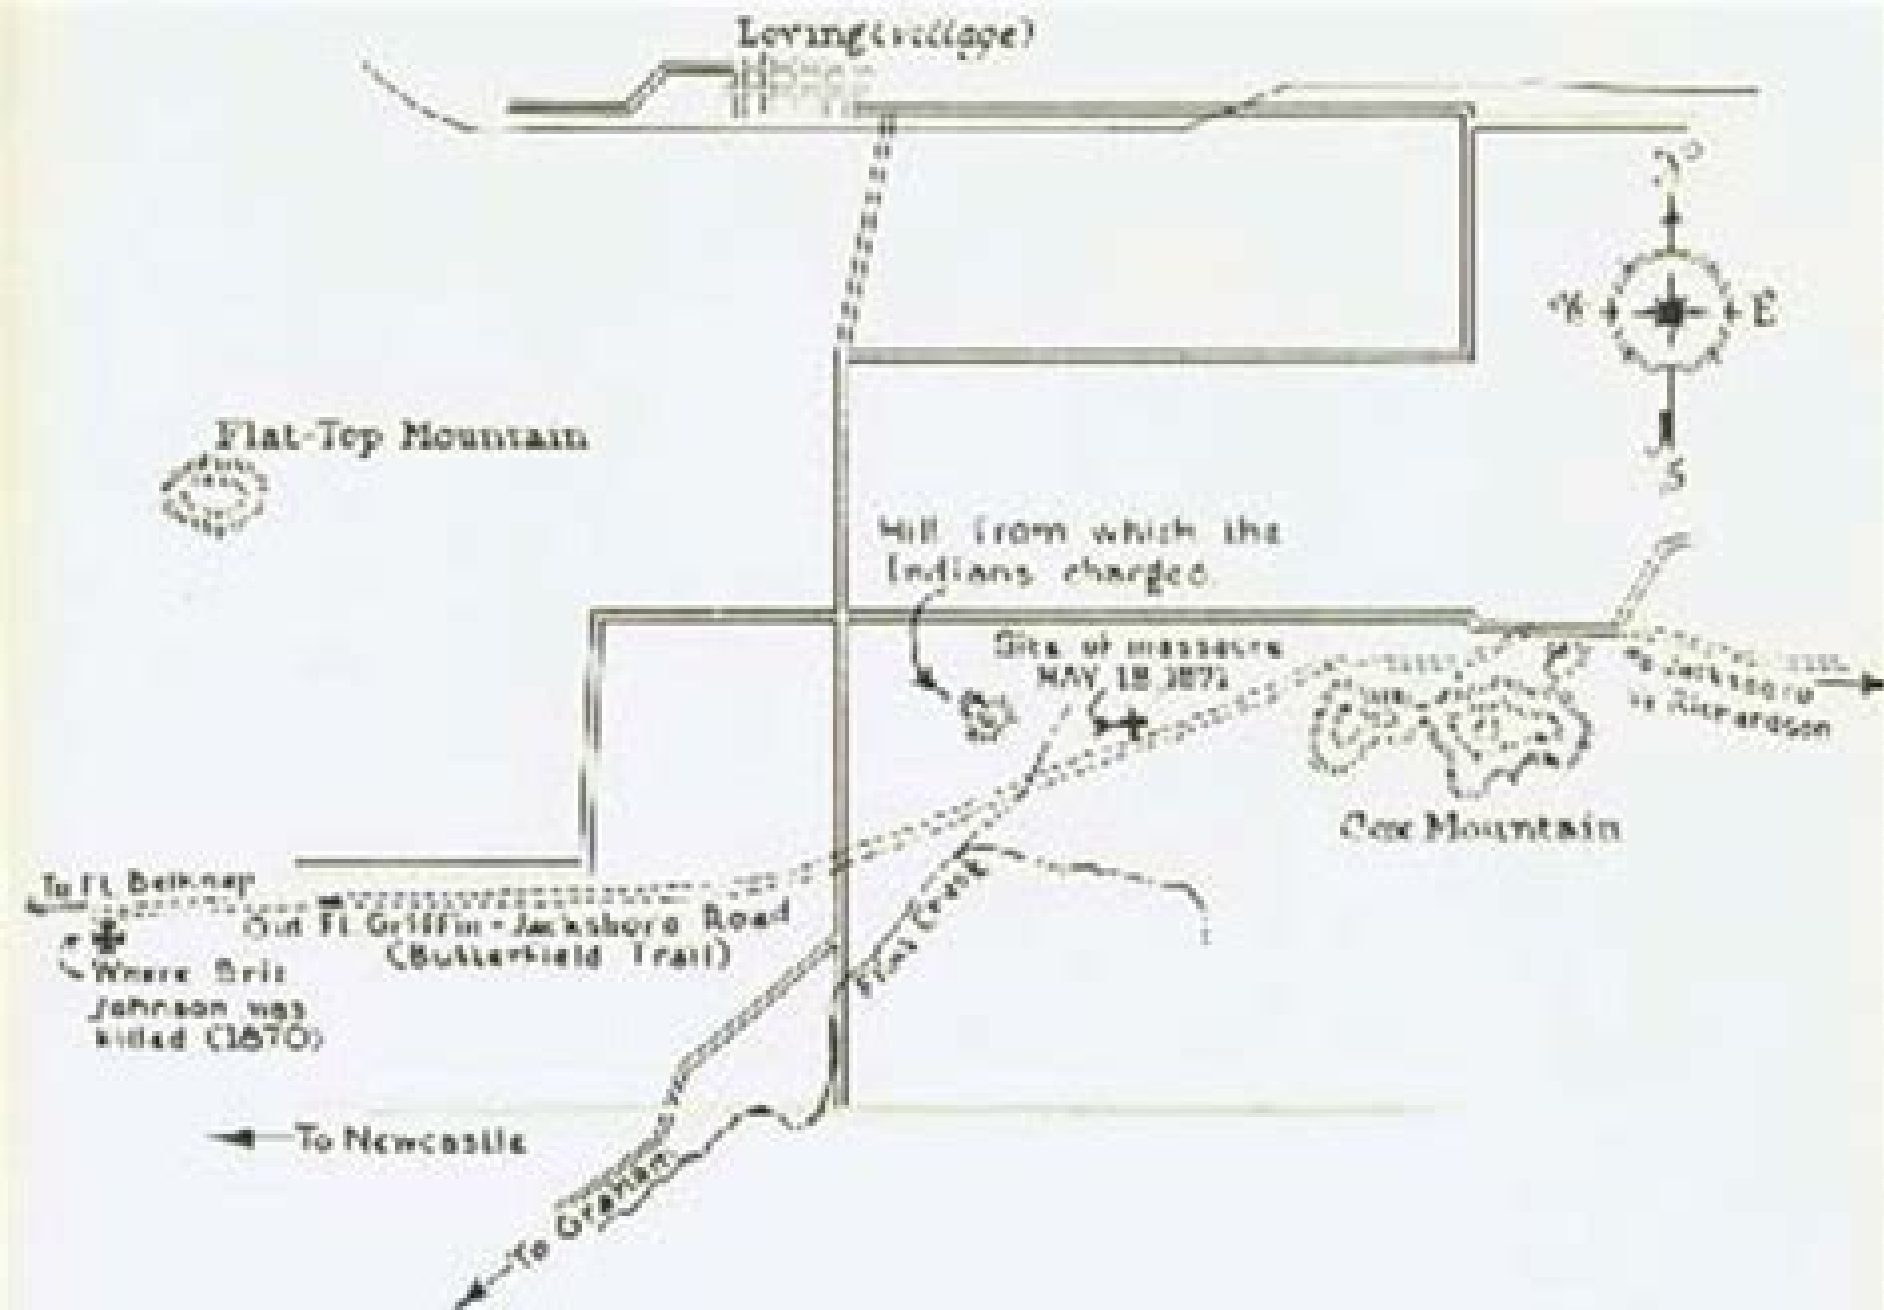 Loving (village)
N
W
E
S
Flat-Top Mountain
Hill from which the
Indians charged
Site of massacre
MAY 18 1871
To Jacksboro
Richardson
Cox Mountain
To Ft. Belknap
Old Ft. Griffin - Jacksboro Road
(Butterfield Trail)
Flat Creek
Where Brit
Johnson was
killed (1870)
To Newcastle
To Graham